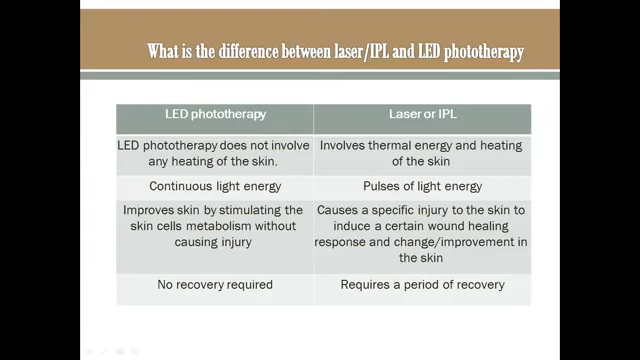 What is the difference between laser/IPL and LED phototherapy
LED phototherapy
Laser or IPL
LED phototherapy does not involve
any heating of the skin.
Involves thermal energy and heating
of the skin
Continuous light energy
Pulses of light energy
Improves skin by stimulating the
skin cells metabolism without
causing injury
Causes a specific injury to the skin to
induce a certain wound healing
response and change/improvement in
the skin
No recovery required
Requires a period of recovery